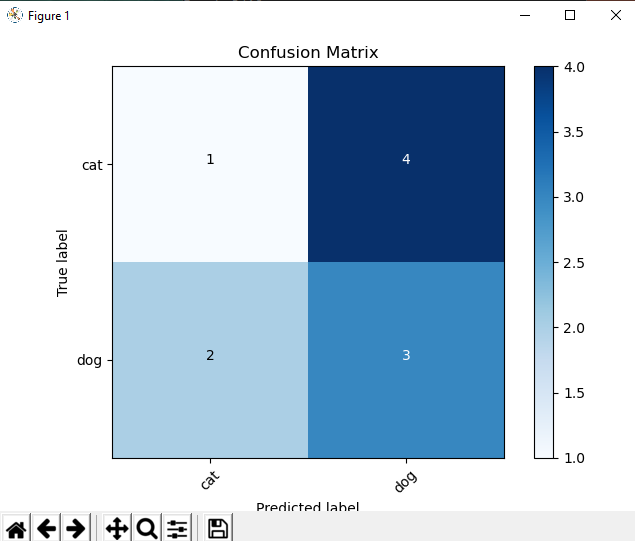 Figure 1
Confusion Matrix
4.0
3.5
3.0
2.5
2.0
1.5
1.0
True label
cat
1
4
dog
2
3
cat
dog
Predicted label